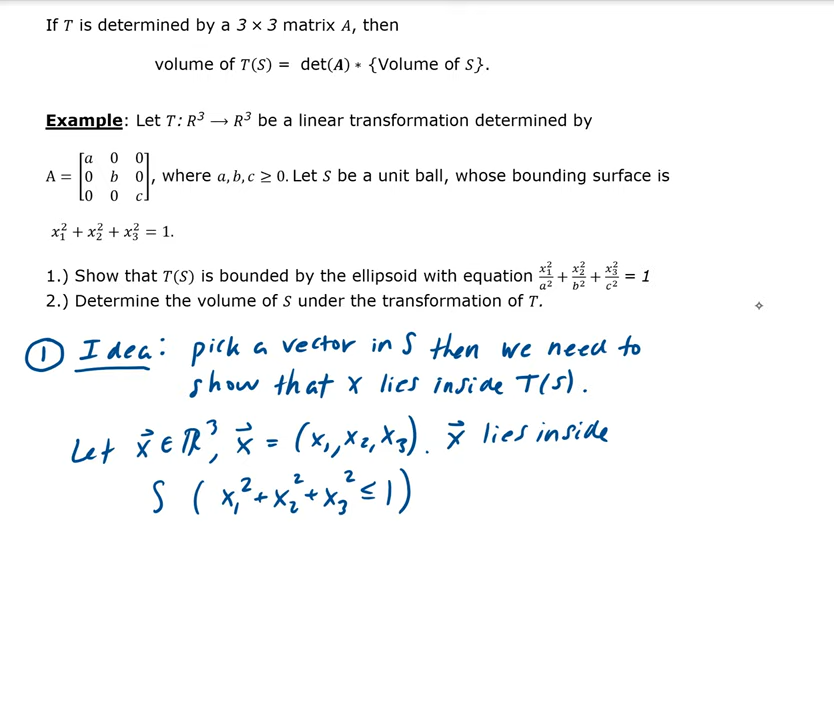 If T is determined by a 3 × 3 matrix A, then
volume of T(S) = det(A) ∗ {Volume of S}.
Example: Let T: R³ → R³ be a linear transformation determined by
A = [a 0 0; 0 b 0; 0 0 c], where a, b, c ≥ 0. Let S be a unit ball, whose bounding surface is
x₁² + x₂² + x₃² = 1.
1.) Show that T(S) is bounded by the ellipsoid with equation x₁²/a² + x₂²/b² + x₃²/c² = 1
2.) Determine the volume of S under the transformation of T.
① Idea: pick a vector in S then we need to
show that x lies inside T(S).
Let x⃗ ∈ ℝ³, x⃗ = (x₁, x₂, x₃). x⃗ lies inside
S (x₁² + x₂² + x₃² ≤ 1)